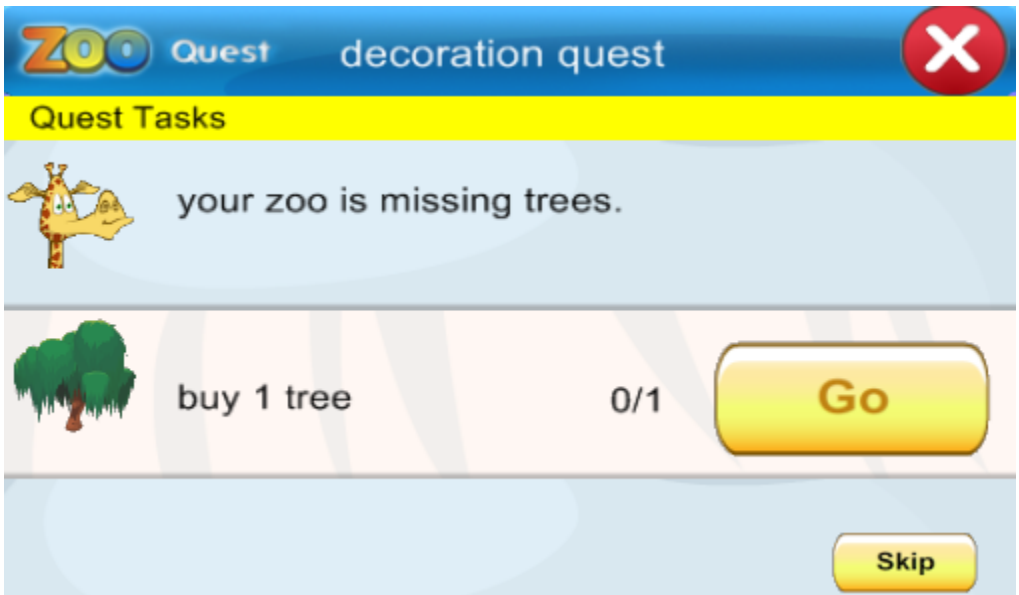 ZOO Quest decoration quest
Quest Tasks
your zoo is missing trees.
buy 1 tree 0/1 Go
Skip